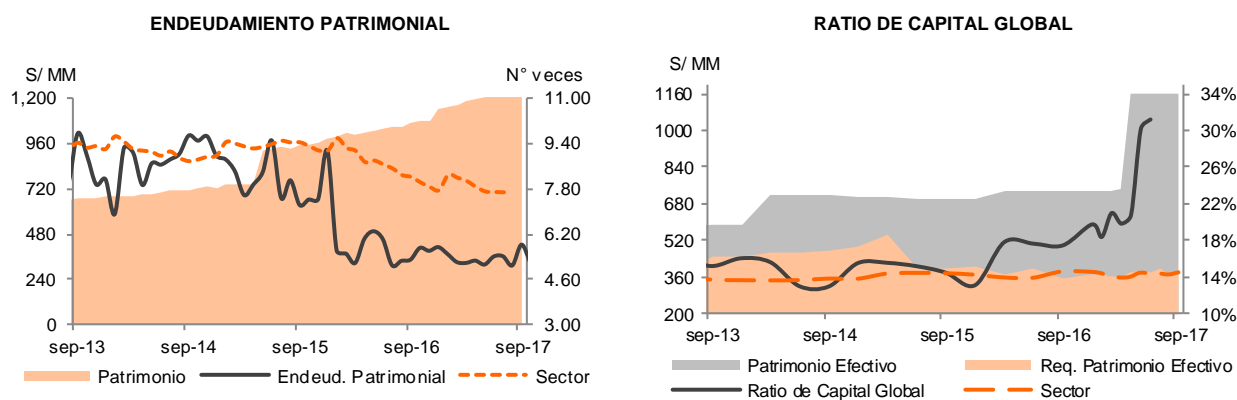 ENDEUDAMIENTO PATRIMONIAL
S/ MM
N° veces
1,200
960
720
480
240
0
11.00
9.40
7.80
6.20
4.60
3.00
sep-13
sep-14
sep-15
sep-16
sep-17
Patrimonio
Endeud. Patrimonial
Sector
RATIO DE CAPITAL GLOBAL
S/ MM
1160
1000
840
680
520
360
200
34%
30%
26%
22%
18%
14%
10%
sep-13
sep-14
sep-15
sep-16
sep-17
Patrimonio Efectivo
Req. Patrimonio Efectivo
Ratio de Capital Global
Sector